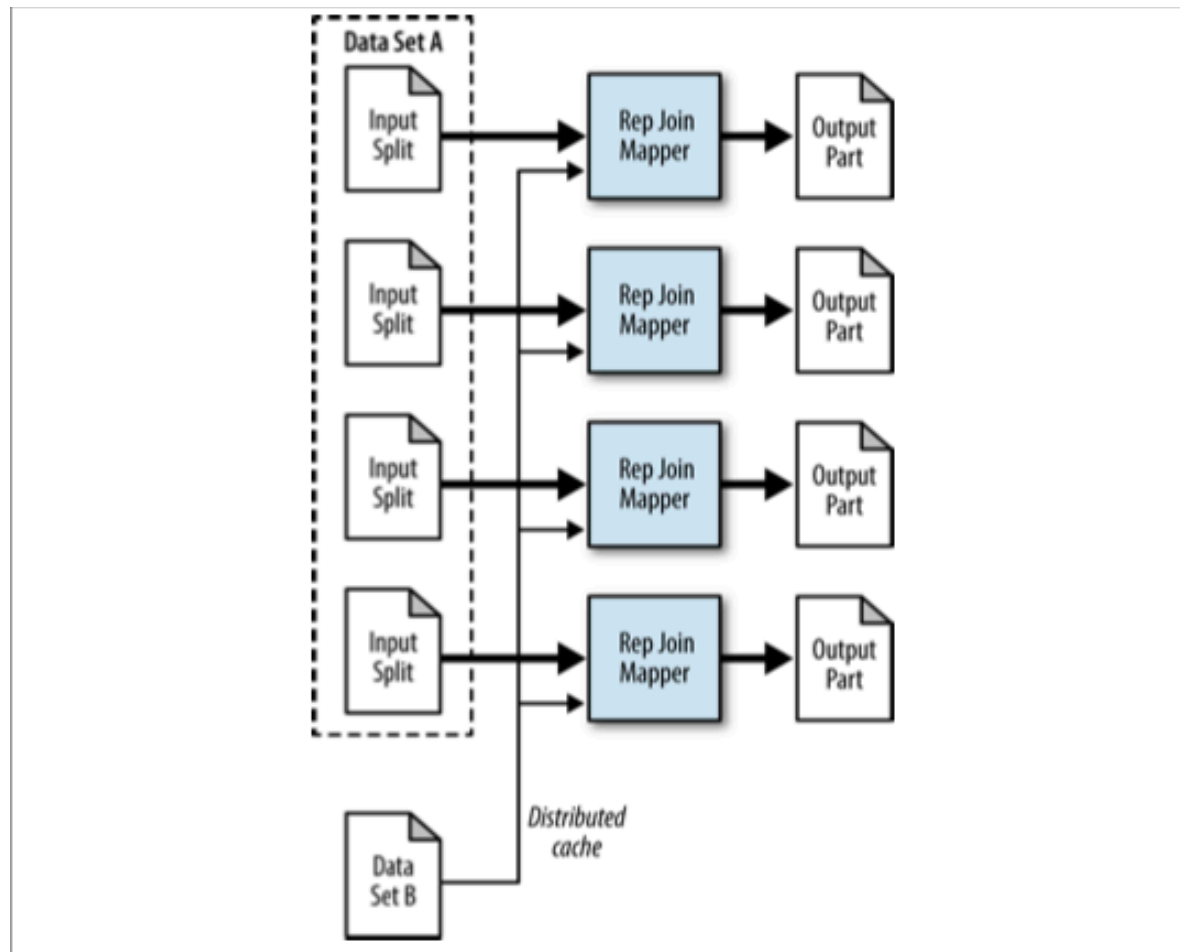 Data Set A
Input
Split
Rep Join
Mapper
Output
Part
Input
Split
Rep Join
Mapper
Output
Part
Input
Split
Rep Join
Mapper
Output
Part
Input
Split
Rep Join
Mapper
Output
Part
Distributed
cache
Data
Set B